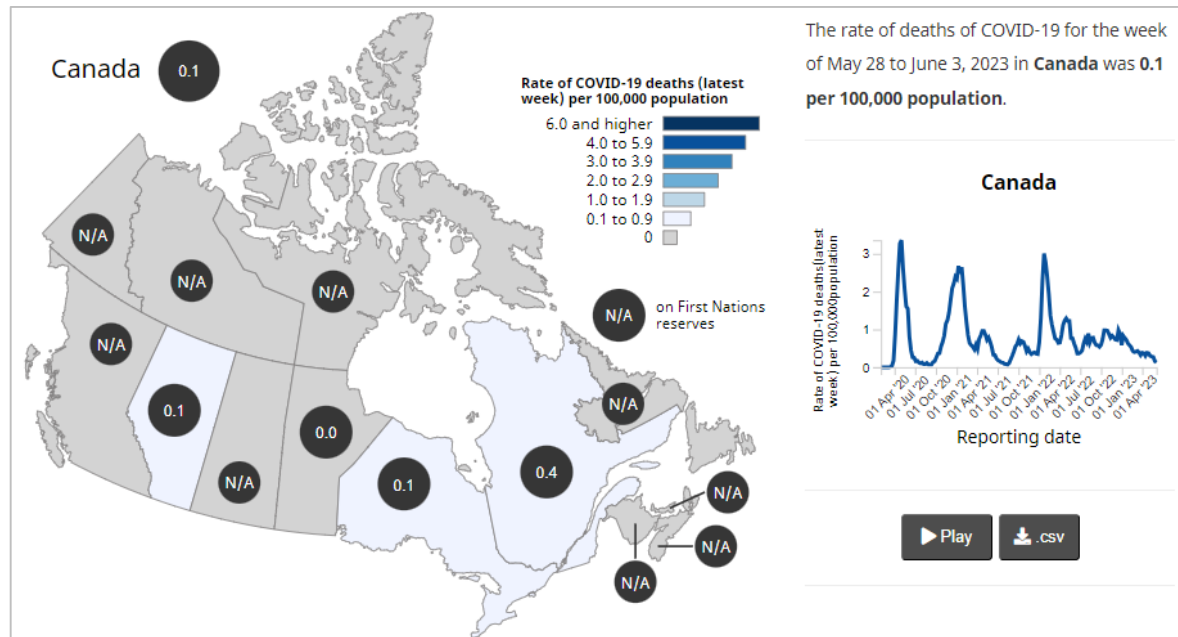 Canada
0.1
Rate of COVID-19 deaths (latest
week) per 100,000 population
6.0 and higher
4.0 to 5.9
3.0 to 3.9
2.0 to 2.9
1.0 to 1.9
0.1 to 0.9
0
N/A
N/A
N/A
N/A
on First Nations
reserves
N/A
0.1
N/A
0.0
N/A
0.1
0.4
N/A
N/A
N/A
The rate of deaths of COVID-19 for the week
of May 28 to June 3, 2023 in Canada was 0.1
per 100,000 population.
Canada
Rate of COVID-19 deaths(latest
week) per 100,000population
3
2
1
0
01 Apr '20
01 Jul '20
01 Oct '20
01 Jan '21
01 Apr '21
01 Jul '21
01 Oct '21
01 Jan '22
01 Apr '22
01 Jul '22
01 Oct '22
01 Jan '23
01 Apr '23
Reporting date
Play
.csv